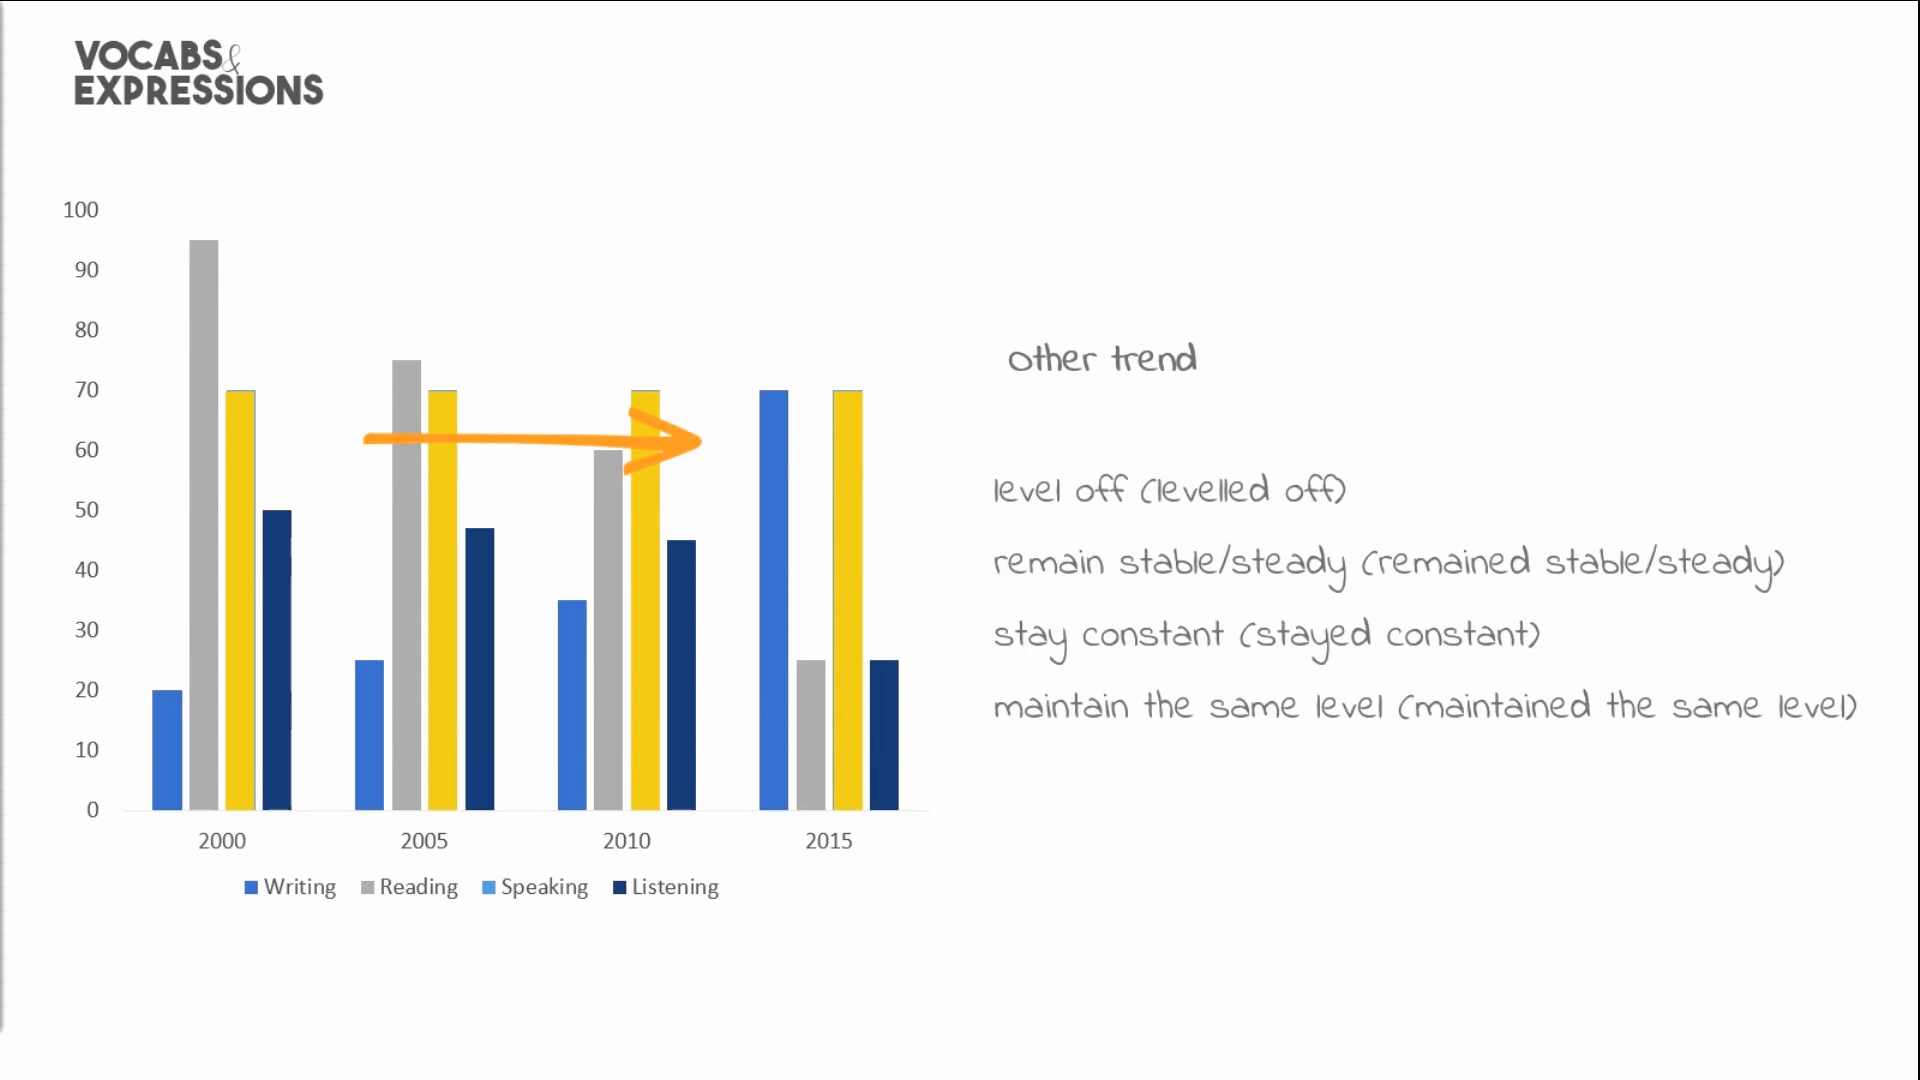 VOCABS&
EXPRESSIONS
100
90
80
70
60
50
40
30
20
10
0
2000 2005 2010 2015
Writing Reading Speaking Listening
other trend
level off (levelled off)
remain stable/steady (remained stable/steady)
stay constant (stayed constant)
maintain the same level (maintained the same level)